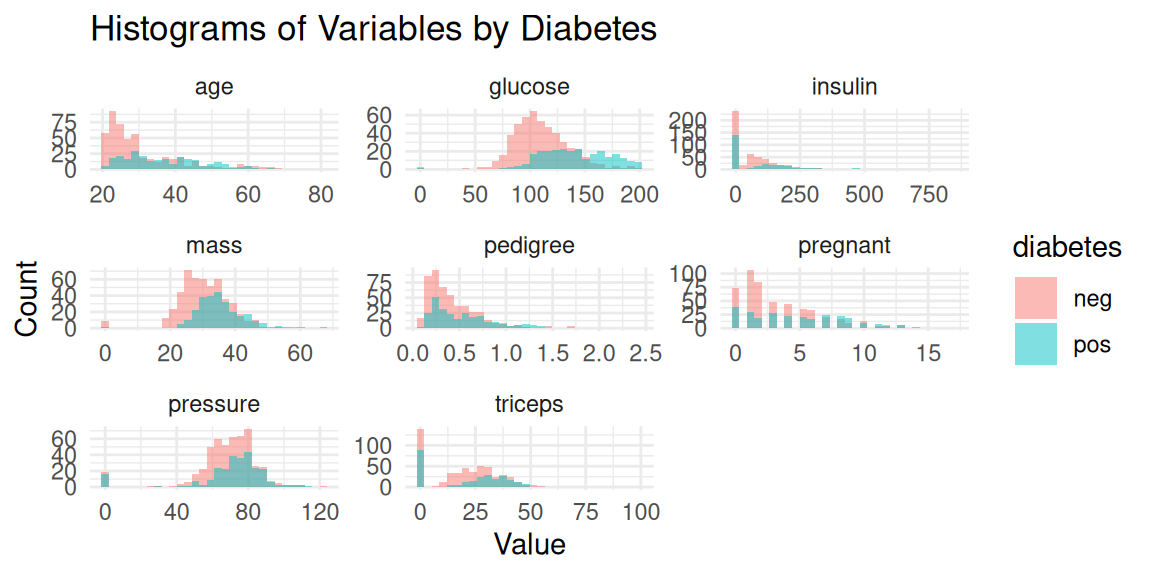 Histograms of Variables by Diabetes
age
glucose
insulin
75
50
25
0
60
40
20
0
200
150
100
50
0
20 40 60 80
0 50 100 150 200
0 250 500 750
mass
pedigree
pregnant
60
40
20
0
75
50
25
0
100
75
50
25
0
0 20 40 60
0.0 0.5 1.0 1.5 2.0 2.5
0 5 10 15
pressure
triceps
60
40
20
0
100
50
0
0 40 80 120
0 25 50 75 100
Count
Value
diabetes
neg
pos